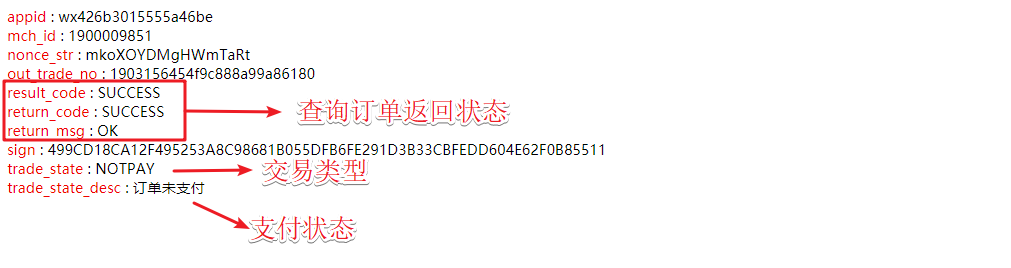 appid : wx426b3015555a46be
mch_id : 1900009851
nonce_str : mkoXOYDMgHWmTaRt
out_trade_no : 1903156454f9c888a99a86180
result_code : SUCCESS
return_code : SUCCESS
查询订单返回状态
return_msg : OK
sign : 499CD18CA12F495253A8C98681B055DFB6FE291D3B33CBFEDD604E62F0B85511
trade_state : NOTPAY
交易类型
trade_state_desc : 订单未支付
支付状态